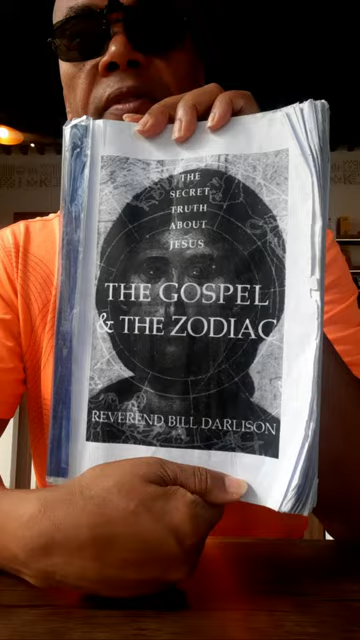 THE
SECRET
TRUTH
ABOUT
JESUS
THE GOSPEL
& THE ZODIAC
REVEREND BILL DARLISON